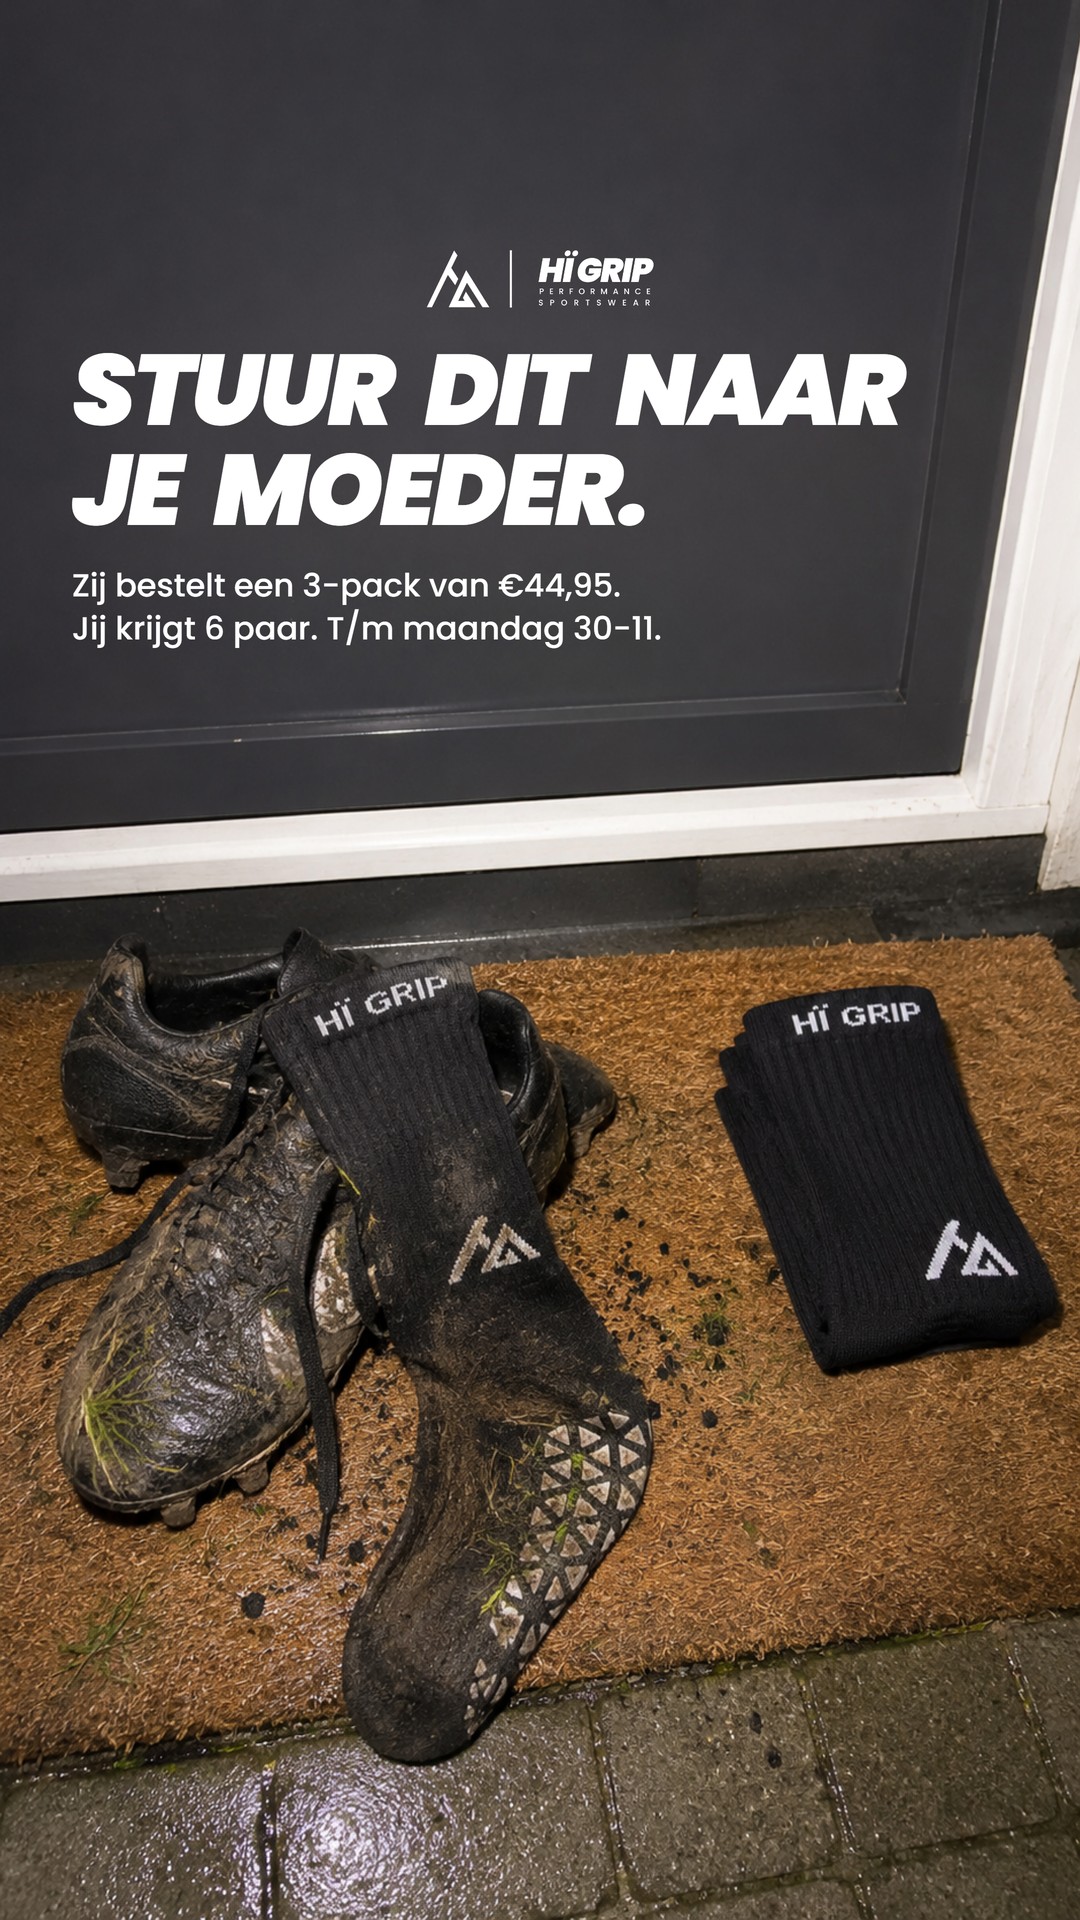 HÏ GRIP
PERFORMANCE
SPORTSWEAR
STUUR DIT NAAR
JE MOEDER.
Zij bestelt een 3-pack van €44,95.
Jij krijgt 6 paar. T/m maandag 30-11.
HÏ GRIP
HÏ GRIP